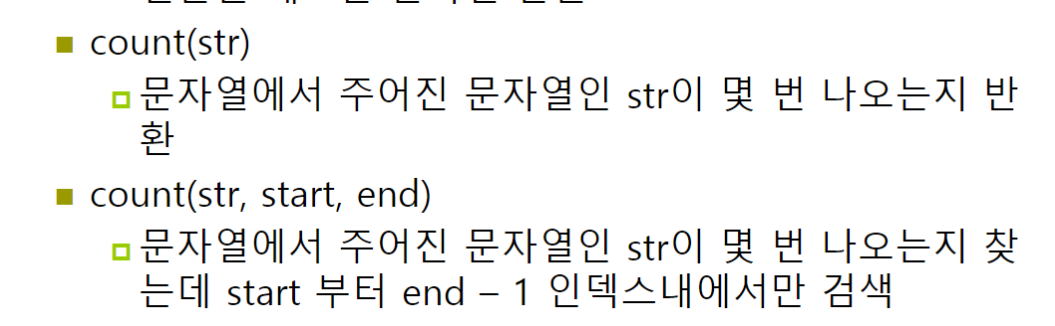 count(str)
문자열에서 주어진 문자열인 str이 몇 번 나오는지 반
환
count(str, start, end)
문자열에서 주어진 문자열인 str이 몇 번 나오는지 찾
는데 start 부터 end – 1 인덱스내에서만 검색